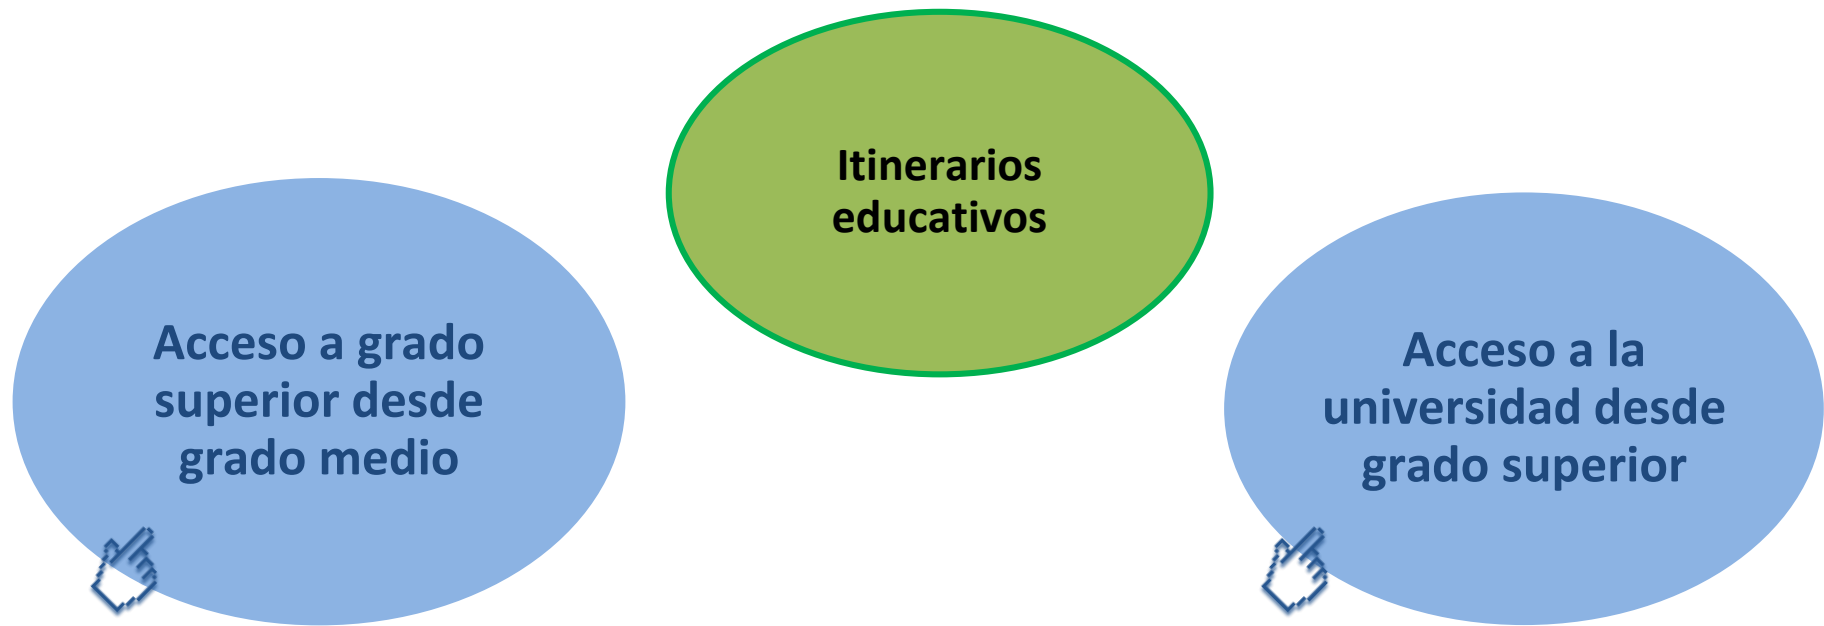 Itinerarios
educativos
Acceso a grado
superior desde
grado medio
Acceso a la
universidad desde
grado superior